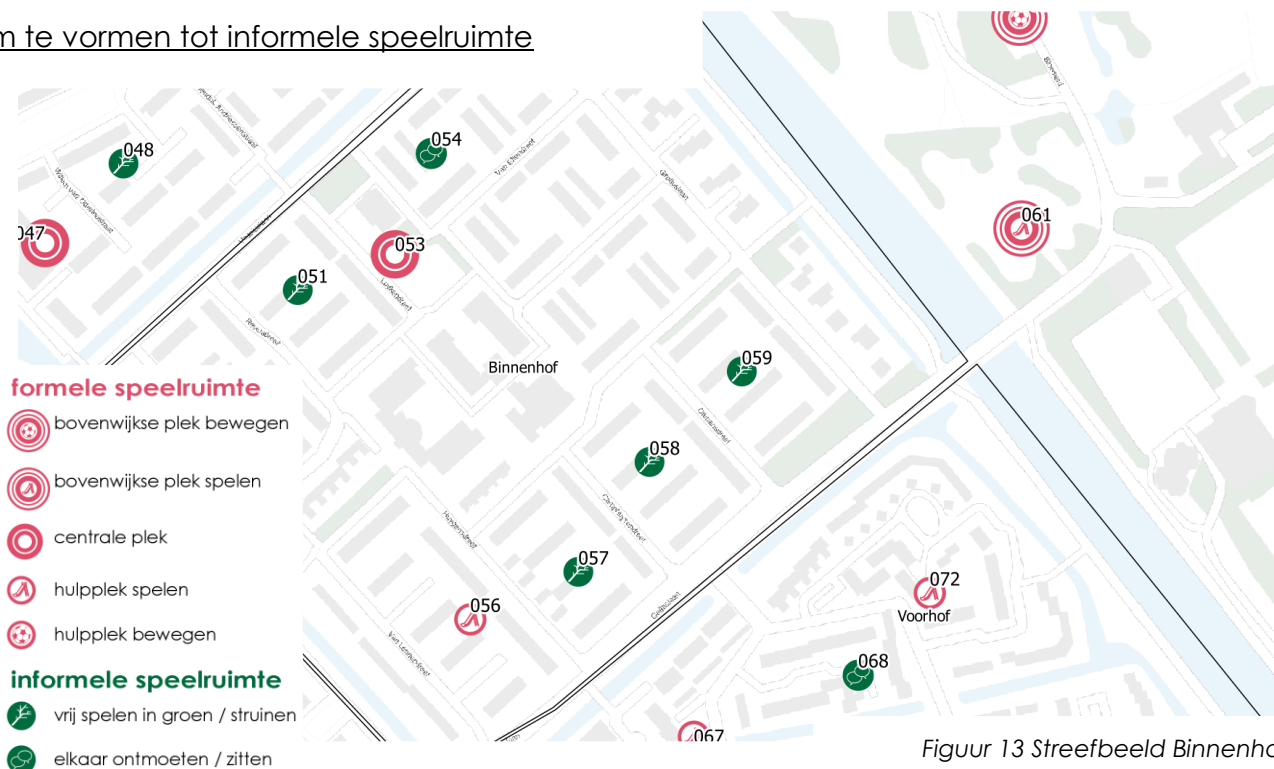 m te vormen tot informele speelruimte
048
054
047
053
061
051
Binnenhof
059
058
057
056
072
Voorhof
068
067
formele speelruimte
bovenwijkse plek bewegen
bovenwijkse plek spelen
centrale plek
hulpplek spelen
hulpplek bewegen
informele speelruimte
vrij spelen in groen / struinen
elkaar ontmoeten / zitten
Figuur 13 Streefbeeld Binnenho